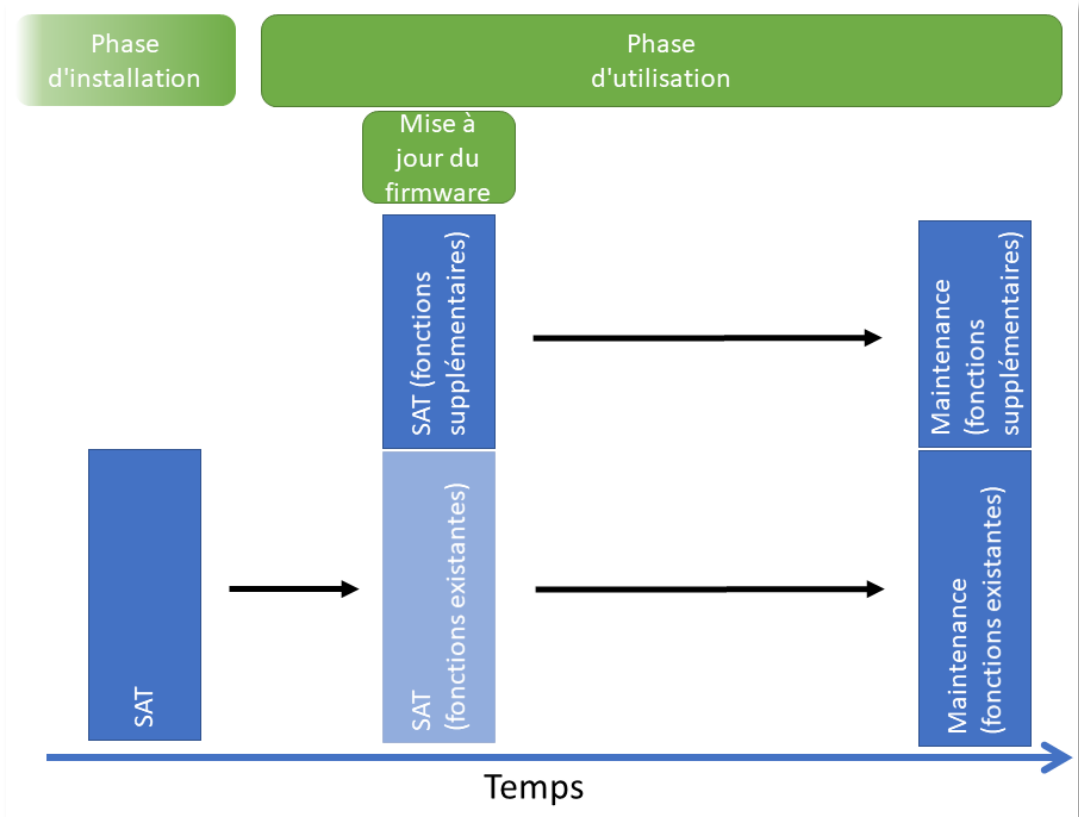 Phase
d'installation
Phase
d'utilisation
Mise à
jour du
firmware
SAT
SAT (fonctions
supplémentaires)
SAT
(fonctions existantes)
Maintenance
(fonctions
supplémentaires)
Maintenance
(fonctions existantes)
Temps